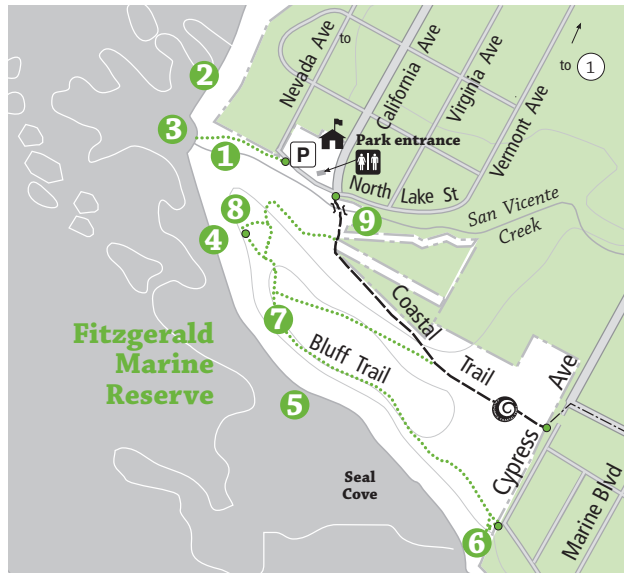 Nevada Ave
to
California Ave
Virginia Ave
Vermont Ave
to 1
2
3
1
P
Park entrance
North Lake St
San Vicente
Creek
9
8
4
Coastal
Trail
7
Bluff Trail
Fitzgerald
Marine
Reserve
5
Cypress Ave
Seal
Cove
6
Marine Blvd